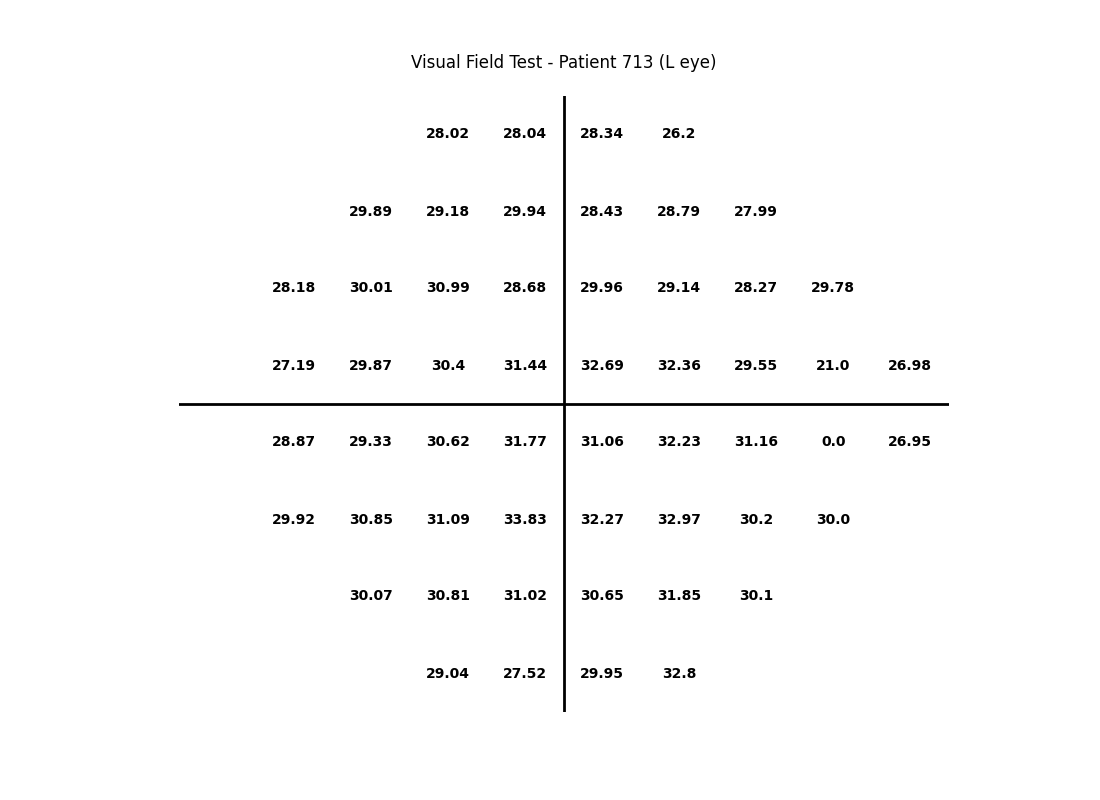 Visual Field Test - Patient 713 (L eye)
28.02 28.04 28.34 26.2
29.89 29.18 29.94 28.43 28.79 27.99
28.18 30.01 30.99 28.68 29.96 29.14 28.27 29.78
27.19 29.87 30.4 31.44 32.69 32.36 29.55 21.0 26.98
28.87 29.33 30.62 31.77 31.06 32.23 31.16 0.0 26.95
29.92 30.85 31.09 33.83 32.27 32.97 30.2 30.0
30.07 30.81 31.02 30.65 31.85 30.1
29.04 27.52 29.95 32.8